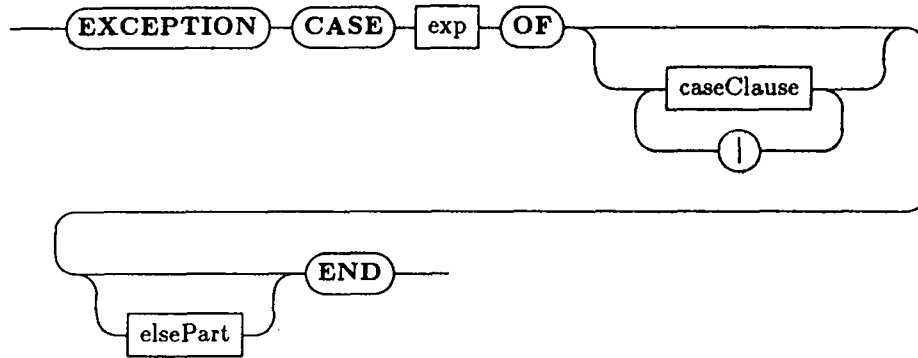 EXCEPTION CASE exp OF
caseClause
|
END
elsePart